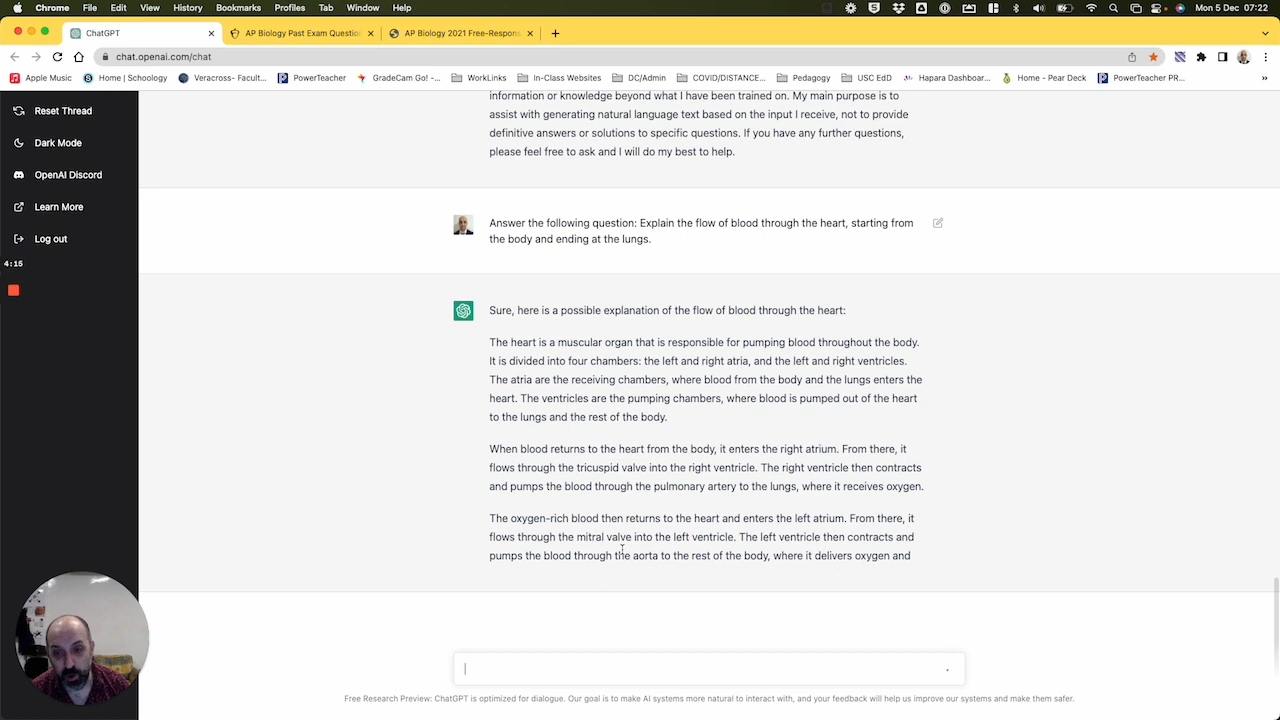 Chrome File Edit View History Bookmarks Profiles Tab Window Help
Mon 5 Dec 07:22
ChatGPT
AP Biology Past Exam Questio
AP Biology 2021 Free-Respons
chat.openai.com/chat
Apple Music Home | Schoology Veracross- Facult... PowerTeacher GradeCam Go! -... WorkLinks In-Class Websites DC/Admin COVID/DISTANCE... Pedagogy USC EdD Hapara Dashboar... Home - Pear Deck PowerTeacher PR... »
Reset Thread
Dark Mode
OpenAI Discord
Learn More
Log out
4:15
information or knowledge beyond what I have been trained on. My main purpose is to
assist with generating natural language text based on the input I receive, not to provide
definitive answers or solutions to specific questions. If you have any further questions,
please feel free to ask and I will do my best to help.
Answer the following question: Explain the flow of blood through the heart, starting from
the body and ending at the lungs.
Sure, here is a possible explanation of the flow of blood through the heart:
The heart is a muscular organ that is responsible for pumping blood throughout the body.
It is divided into four chambers: the left and right atria, and the left and right ventricles.
The atria are the receiving chambers, where blood from the body and the lungs enters the
heart. The ventricles are the pumping chambers, where blood is pumped out of the heart
to the lungs and the rest of the body.
When blood returns to the heart from the body, it enters the right atrium. From there, it
flows through the tricuspid valve into the right ventricle. The right ventricle then contracts
and pumps the blood through the pulmonary artery to the lungs, where it receives oxygen.
The oxygen-rich blood then returns to the heart and enters the left atrium. From there, it
flows through the mitral valve into the left ventricle. The left ventricle then contracts and
pumps the blood through the aorta to the rest of the body, where it delivers oxygen and
Free Research Preview: ChatGPT is optimized for dialogue. Our goal is to make AI systems more natural to interact with, and your feedback will help us improve our systems and make them safer.